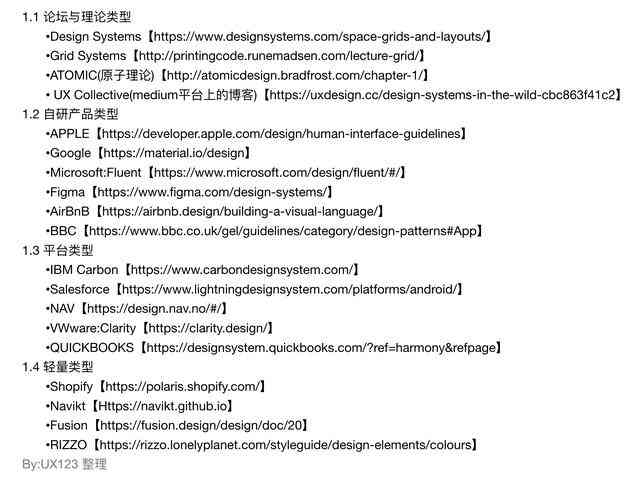 1.1 论坛与理论类型
•Design Systems【https://www.designsystems.com/space-grids-and-layouts/】
•Grid Systems【http://printingcode.runemadsen.com/lecture-grid/】
•ATOMIC(原子理论)【http://atomicdesign.bradfrost.com/chapter-1/】
• UX Collective(medium平台上的博客)【https://uxdesign.cc/design-systems-in-the-wild-cbc863f41c2】
1.2 自研产品类型
•APPLE【https://developer.apple.com/design/human-interface-guidelines】
•Google【https://material.io/design】
•Microsoft:Fluent【https://www.microsoft.com/design/fluent/#/】
•Figma【https://www.figma.com/design-systems/】
•AirBnB【https://airbnb.design/building-a-visual-language/】
•BBC【https://www.bbc.co.uk/gel/guidelines/category/design-patterns#App】
1.3 平台类型
•IBM Carbon【https://www.carbondesignsystem.com/】
•Salesforce【https://www.lightningdesignsystem.com/platforms/android/】
•NAV【https://design.nav.no/#/】
•VWware:Clarity【https://clarity.design/】
•QUICKBOOKS【https://designsystem.quickbooks.com/?ref=harmony&refpage】
1.4 轻量类型
•Shopify【https://polaris.shopify.com/】
•Navikt【Https://navikt.github.io】
•Fusion【https://fusion.design/design/doc/20】
•RIZZO【https://rizzo.lonelyplanet.com/styleguide/design-elements/colours】
By:UX123 整理